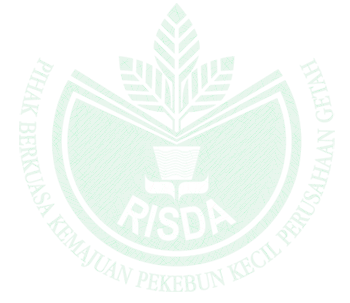 RISDA
PIHAK BERKUASA KEMAJUAN PEKEBUN KECIL PERUSAHAAN GETAH